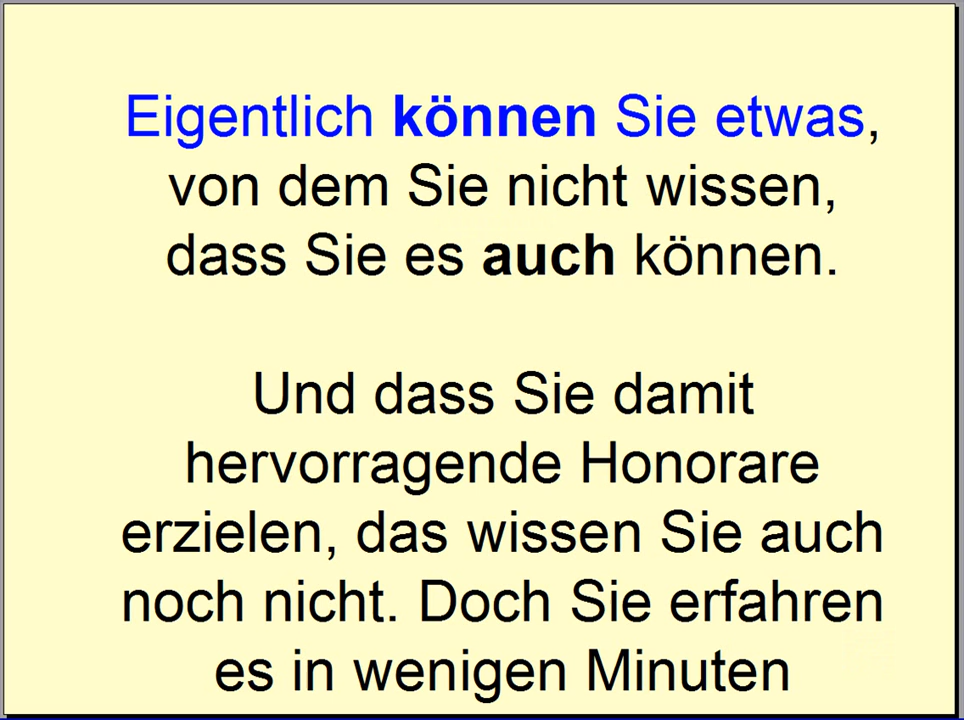 Eigentlich können Sie etwas,
von dem Sie nicht wissen,
dass Sie es auch können.
Und dass Sie damit
hervorragende Honorare
erzielen, das wissen Sie auch
noch nicht. Doch Sie erfahren
es in wenigen Minuten